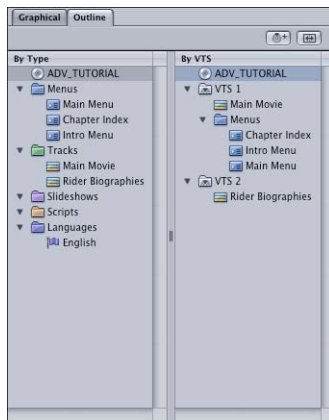 Graphical Outline
By Type
ADV_TUTORIAL
Menus
Main Menu
Chapter Index
Intro Menu
Tracks
Main Movie
Rider Biographies
Slideshows
Scripts
Languages
English
By VTS
ADV_TUTORIAL
VTS 1
Main Movie
Menus
Chapter Index
Intro Menu
Main Menu
VTS 2
Rider Biographies